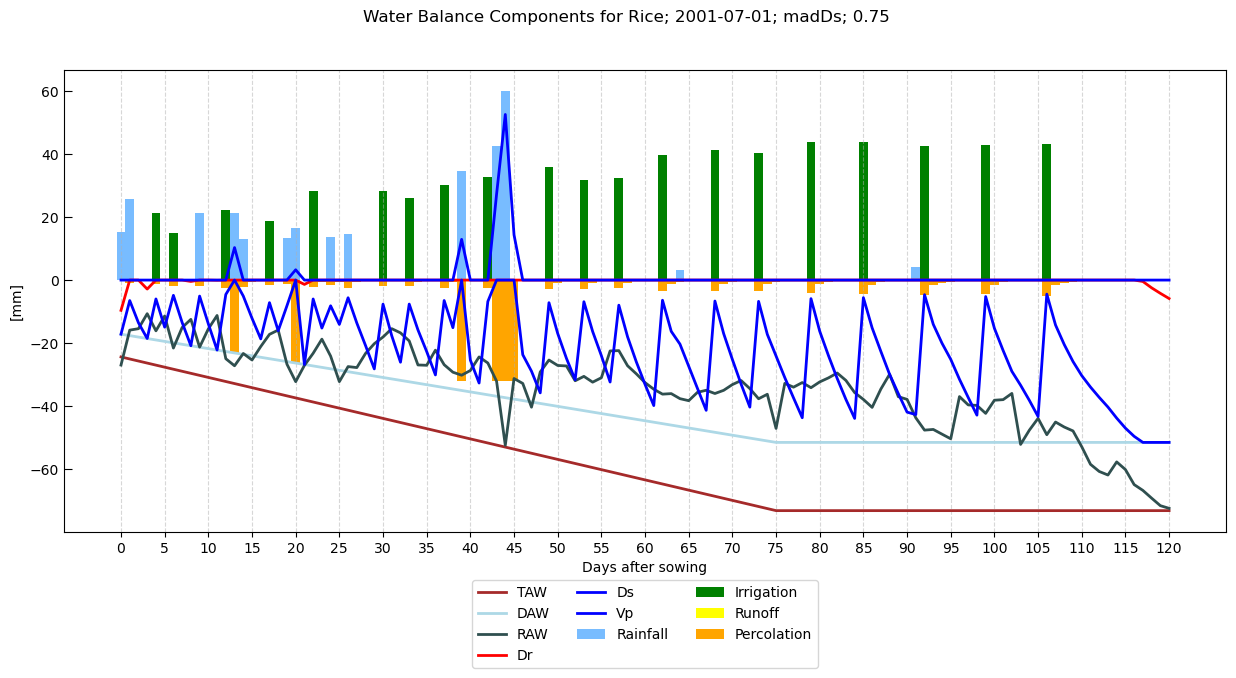 Water Balance Components for Rice; 2001-07-01; madDs; 0.75
60
40
20
0
−20
−40
−60
[mm]
0 5 10 15 20 25 30 35 40 45 50 55 60 65 70 75 80 85 90 95 100 105 110 115 120
Days after sowing
TAW Ds Irrigation
DAW Vp Runoff
RAW Rainfall Percolation
Dr